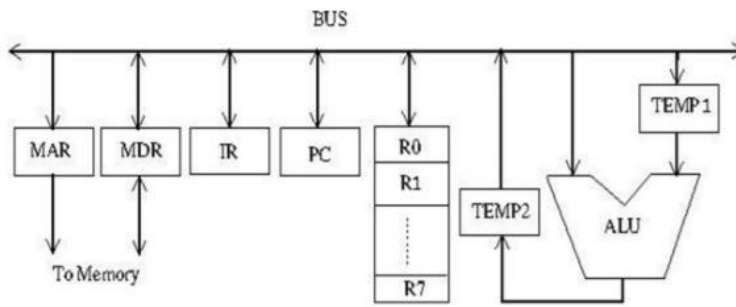 BUS
TEMP1
MAR
MDR
IR
PC
R0
R1
TEMP2
ALU
R7
To Memory